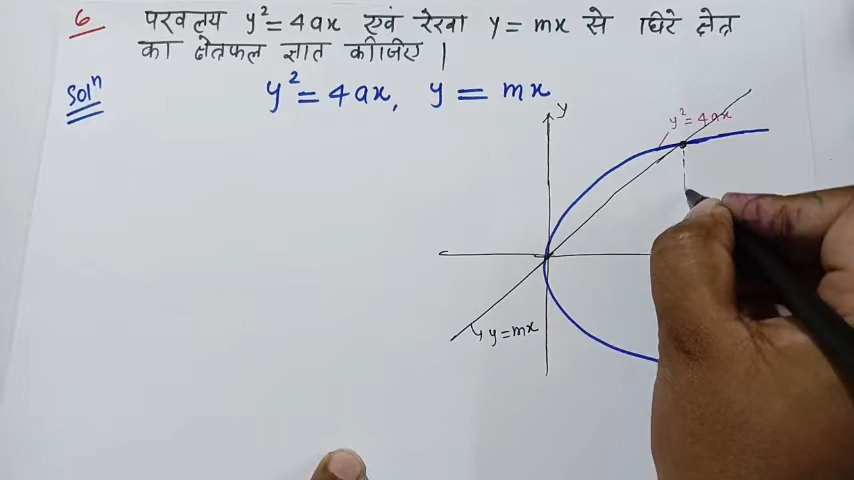 6 परवलय y² = 4ax एवं रेखा y = mx से घिरे क्षेत्र
का क्षेत्रफल ज्ञात कीजिए |
Solⁿ y² = 4ax, y = mx
y
y² = 4ax
y = mx